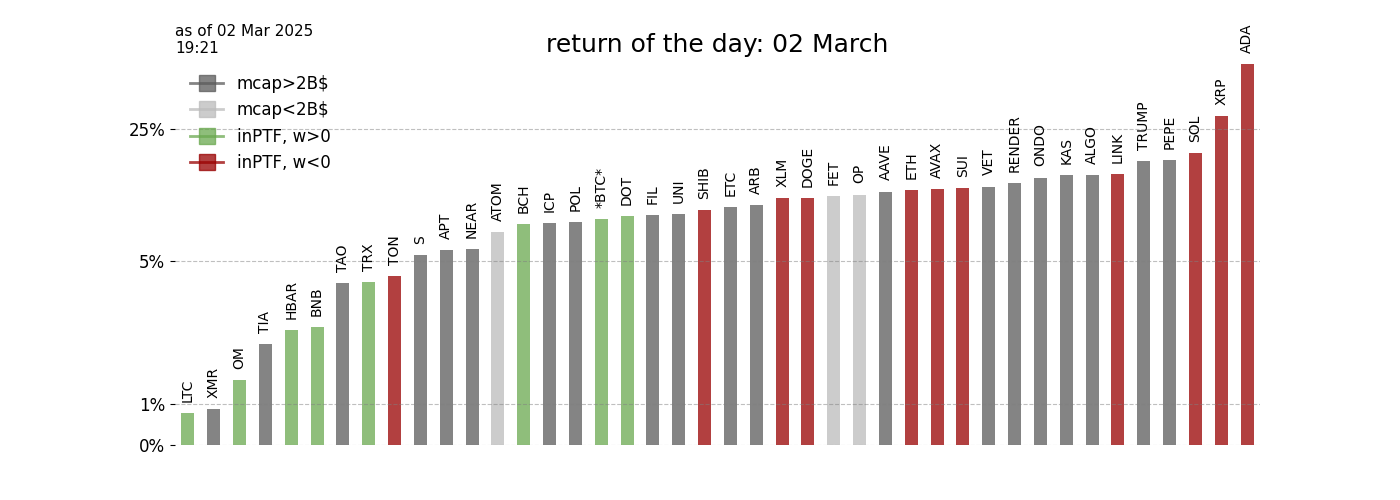 as of 02 Mar 2025
19:21
return of the day: 02 March
mcap>2B$
mcap<2B$
inPTF, w>0
inPTF, w<0
25%
5%
1%
0%
LTC
XMR
OM
TIA
HBAR
BNB
TAO
TRX
TON
S
APT
NEAR
ATOM
BCH
ICP
POL
*BTC*
DOT
FIL
UNI
SHIB
ETC
ARB
XLM
DOGE
FET
OP
AAVE
ETH
AVAX
SUI
VET
RENDER
ONDO
KAS
ALGO
LINK
TRUMP
PEPE
SOL
XRP
ADA